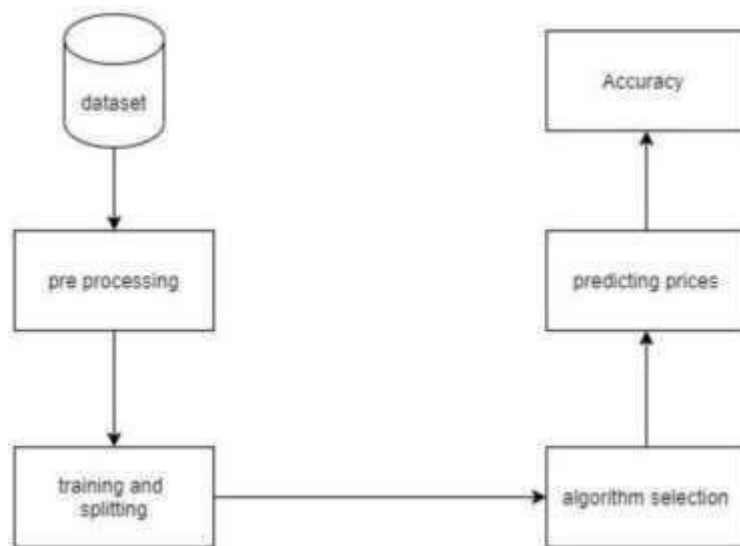 dataset
pre processing
training and
splitting
algorithm selection
predicting prices
Accuracy